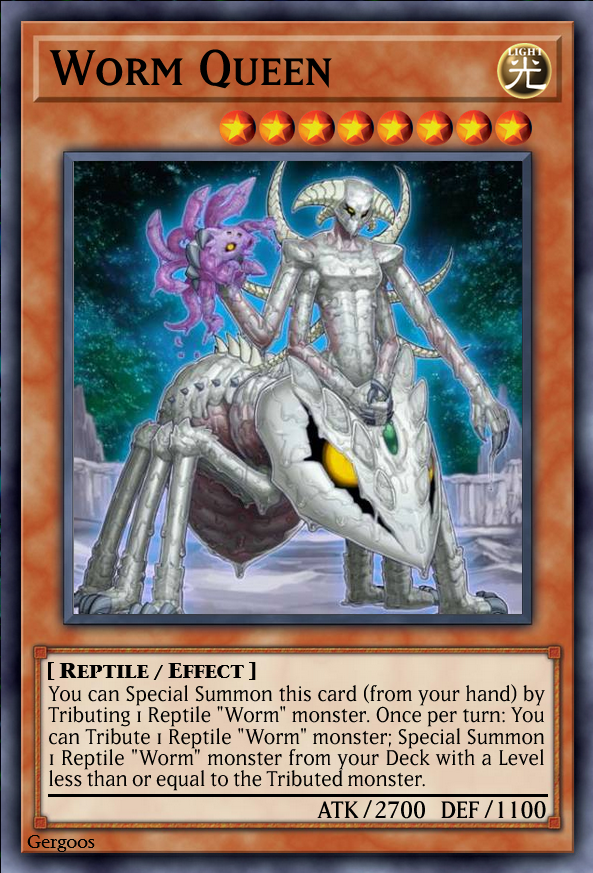 Worm Queen
LIGHT
光
[ Reptile / Effect ]
You can Special Summon this card (from your hand) by
Tributing 1 Reptile "Worm" monster. Once per turn: You
can Tribute 1 Reptile "Worm" monster; Special Summon
1 Reptile "Worm" monster from your Deck with a Level
less than or equal to the Tributed monster.
ATK/2700 DEF/1100
Gergoos